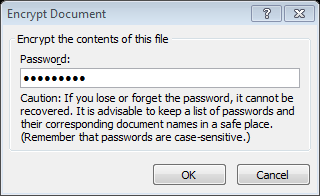 Encrypt Document
Encrypt the contents of this file
Password:
●●●●●●●●●
Caution: If you lose or forget the password, it cannot be
recovered. It is advisable to keep a list of passwords and
their corresponding document names in a safe place.
(Remember that passwords are case-sensitive.)
OK Cancel